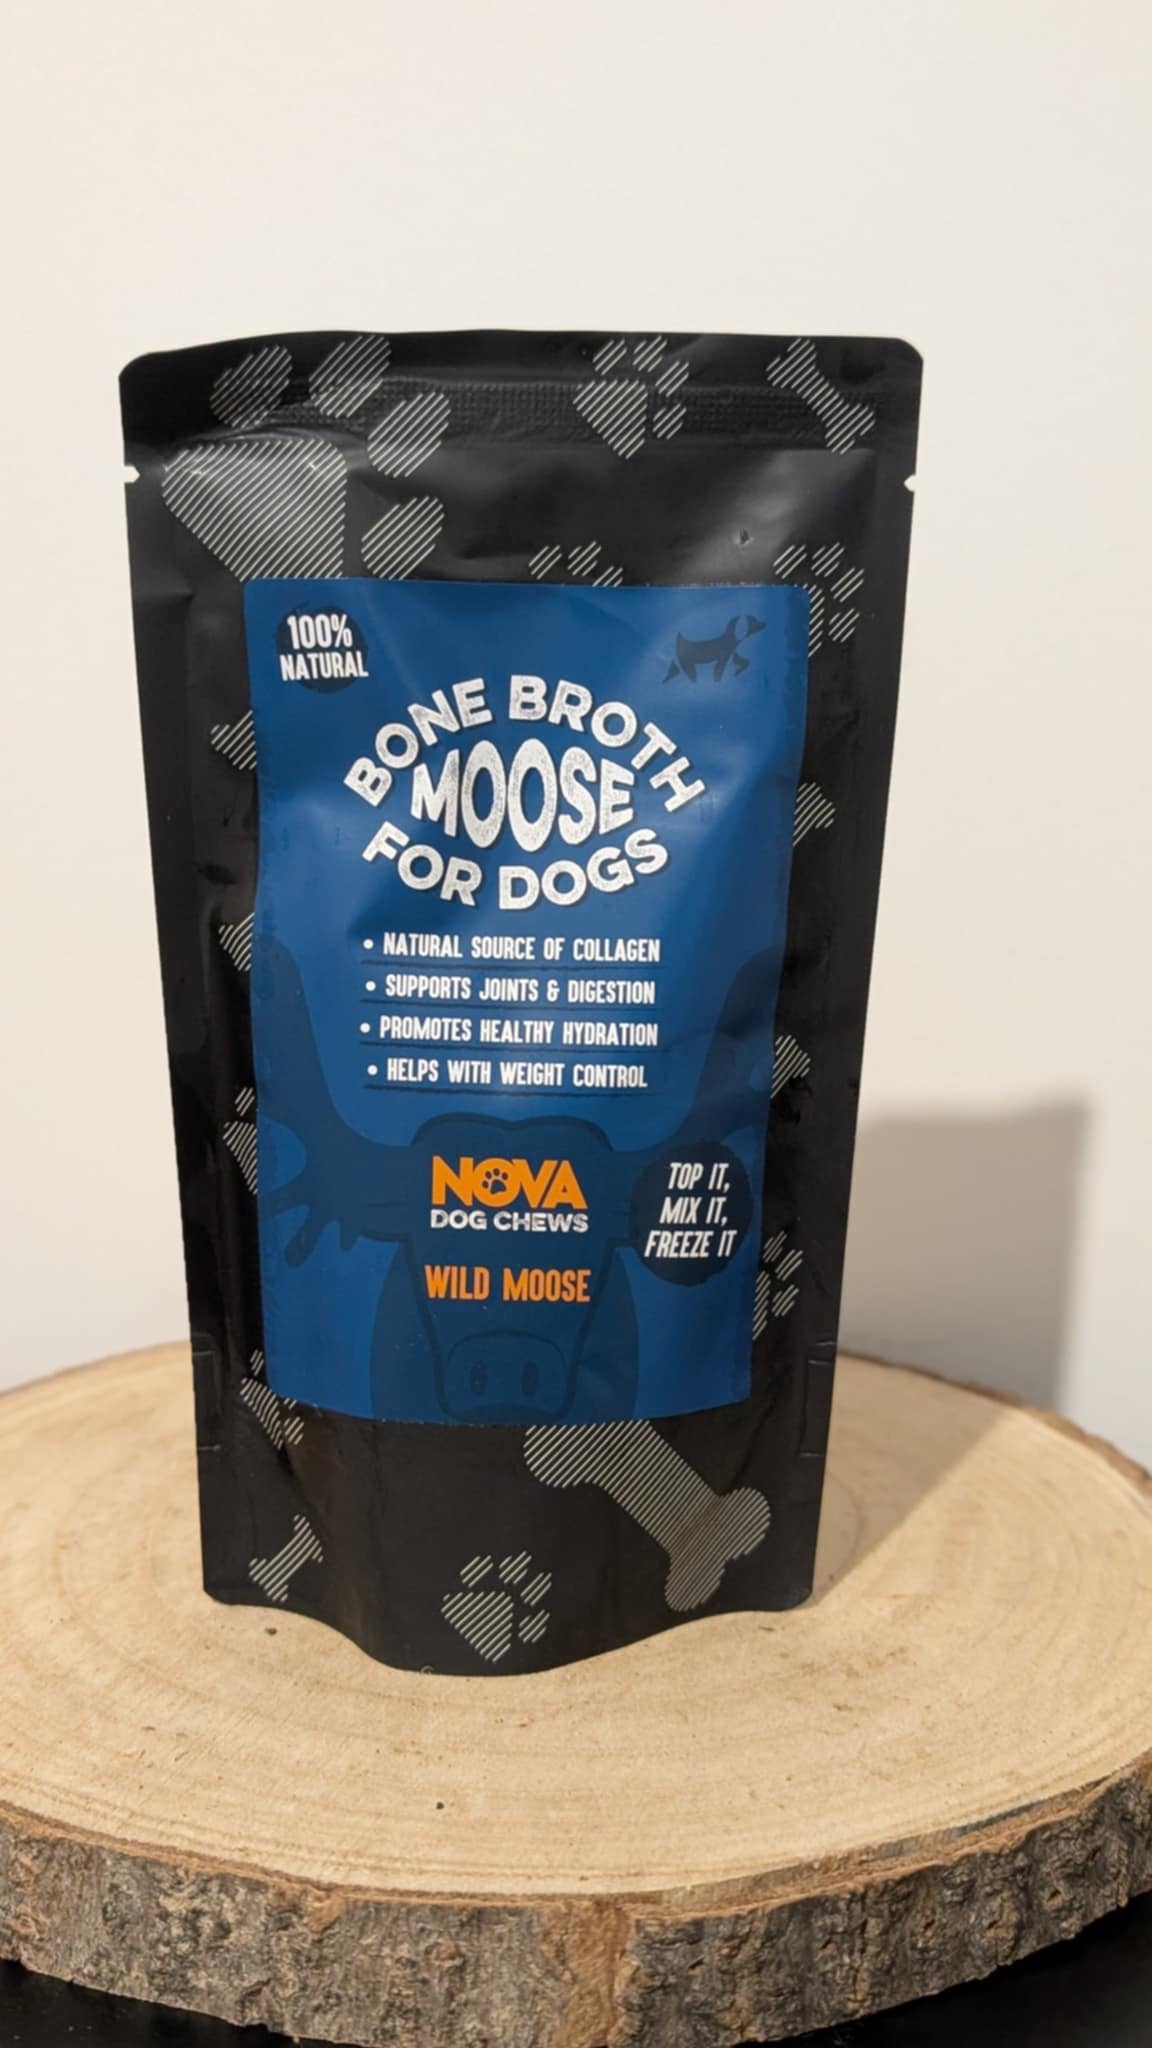 100%
NATURAL
BONE BROTH
MOOSE
FOR DOGS
• NATURAL SOURCE OF COLLAGEN
• SUPPORTS JOINTS & DIGESTION
• PROMOTES HEALTHY HYDRATION
• HELPS WITH WEIGHT CONTROL
NOVA
DOG CHEWS
WILD MOOSE
TOP IT,
MIX IT,
FREEZE IT